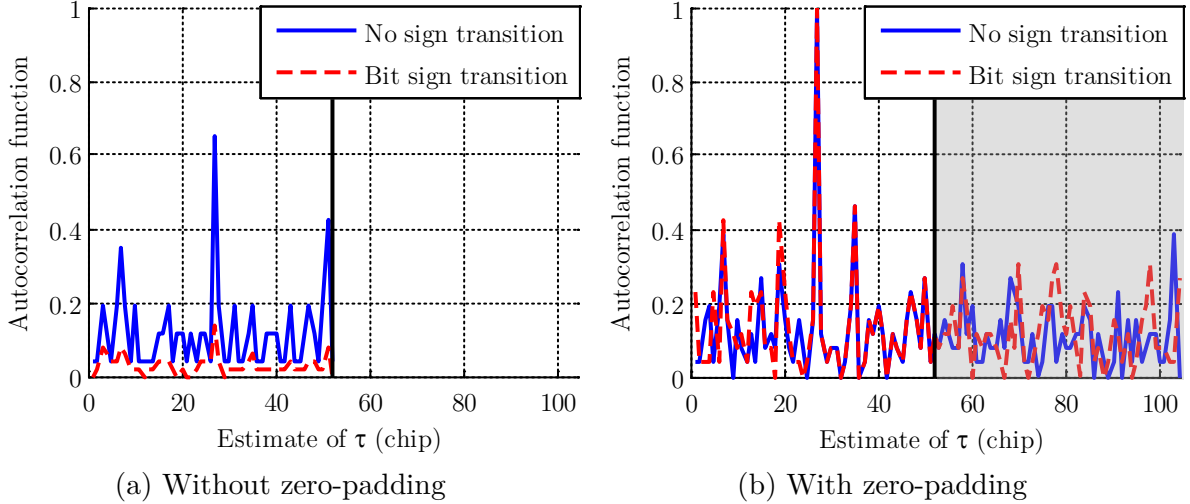 No sign transition
Bit sign transition
Autocorrelation function
1
0.8
0.6
0.4
0.2
0
0 20 40 60 80 100
Estimate of τ (chip)
(a) Without zero-padding
No sign transition
Bit sign transition
Autocorrelation function
1
0.8
0.6
0.4
0.2
0
0 20 40 60 80 100
Estimate of τ (chip)
(b) With zero-padding